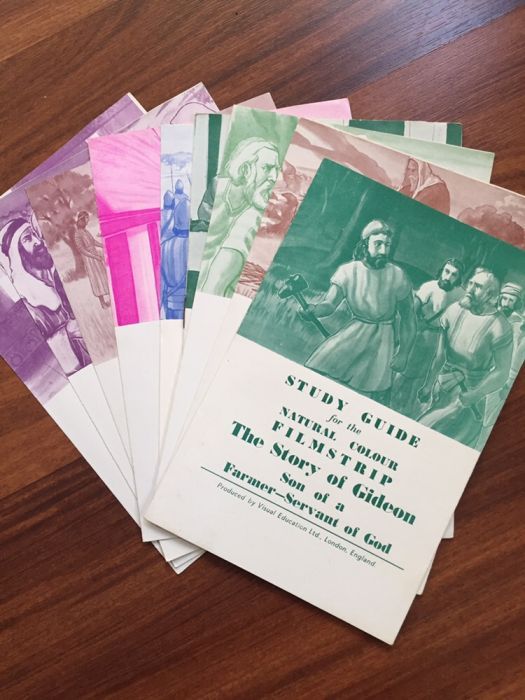 STUDY GUIDE
for the
NATURAL COLOUR
FILMSTRIP
The Story of Gideon
Son of a
Farmer—Servant of God
Produced by Visual Education Ltd., London, England.